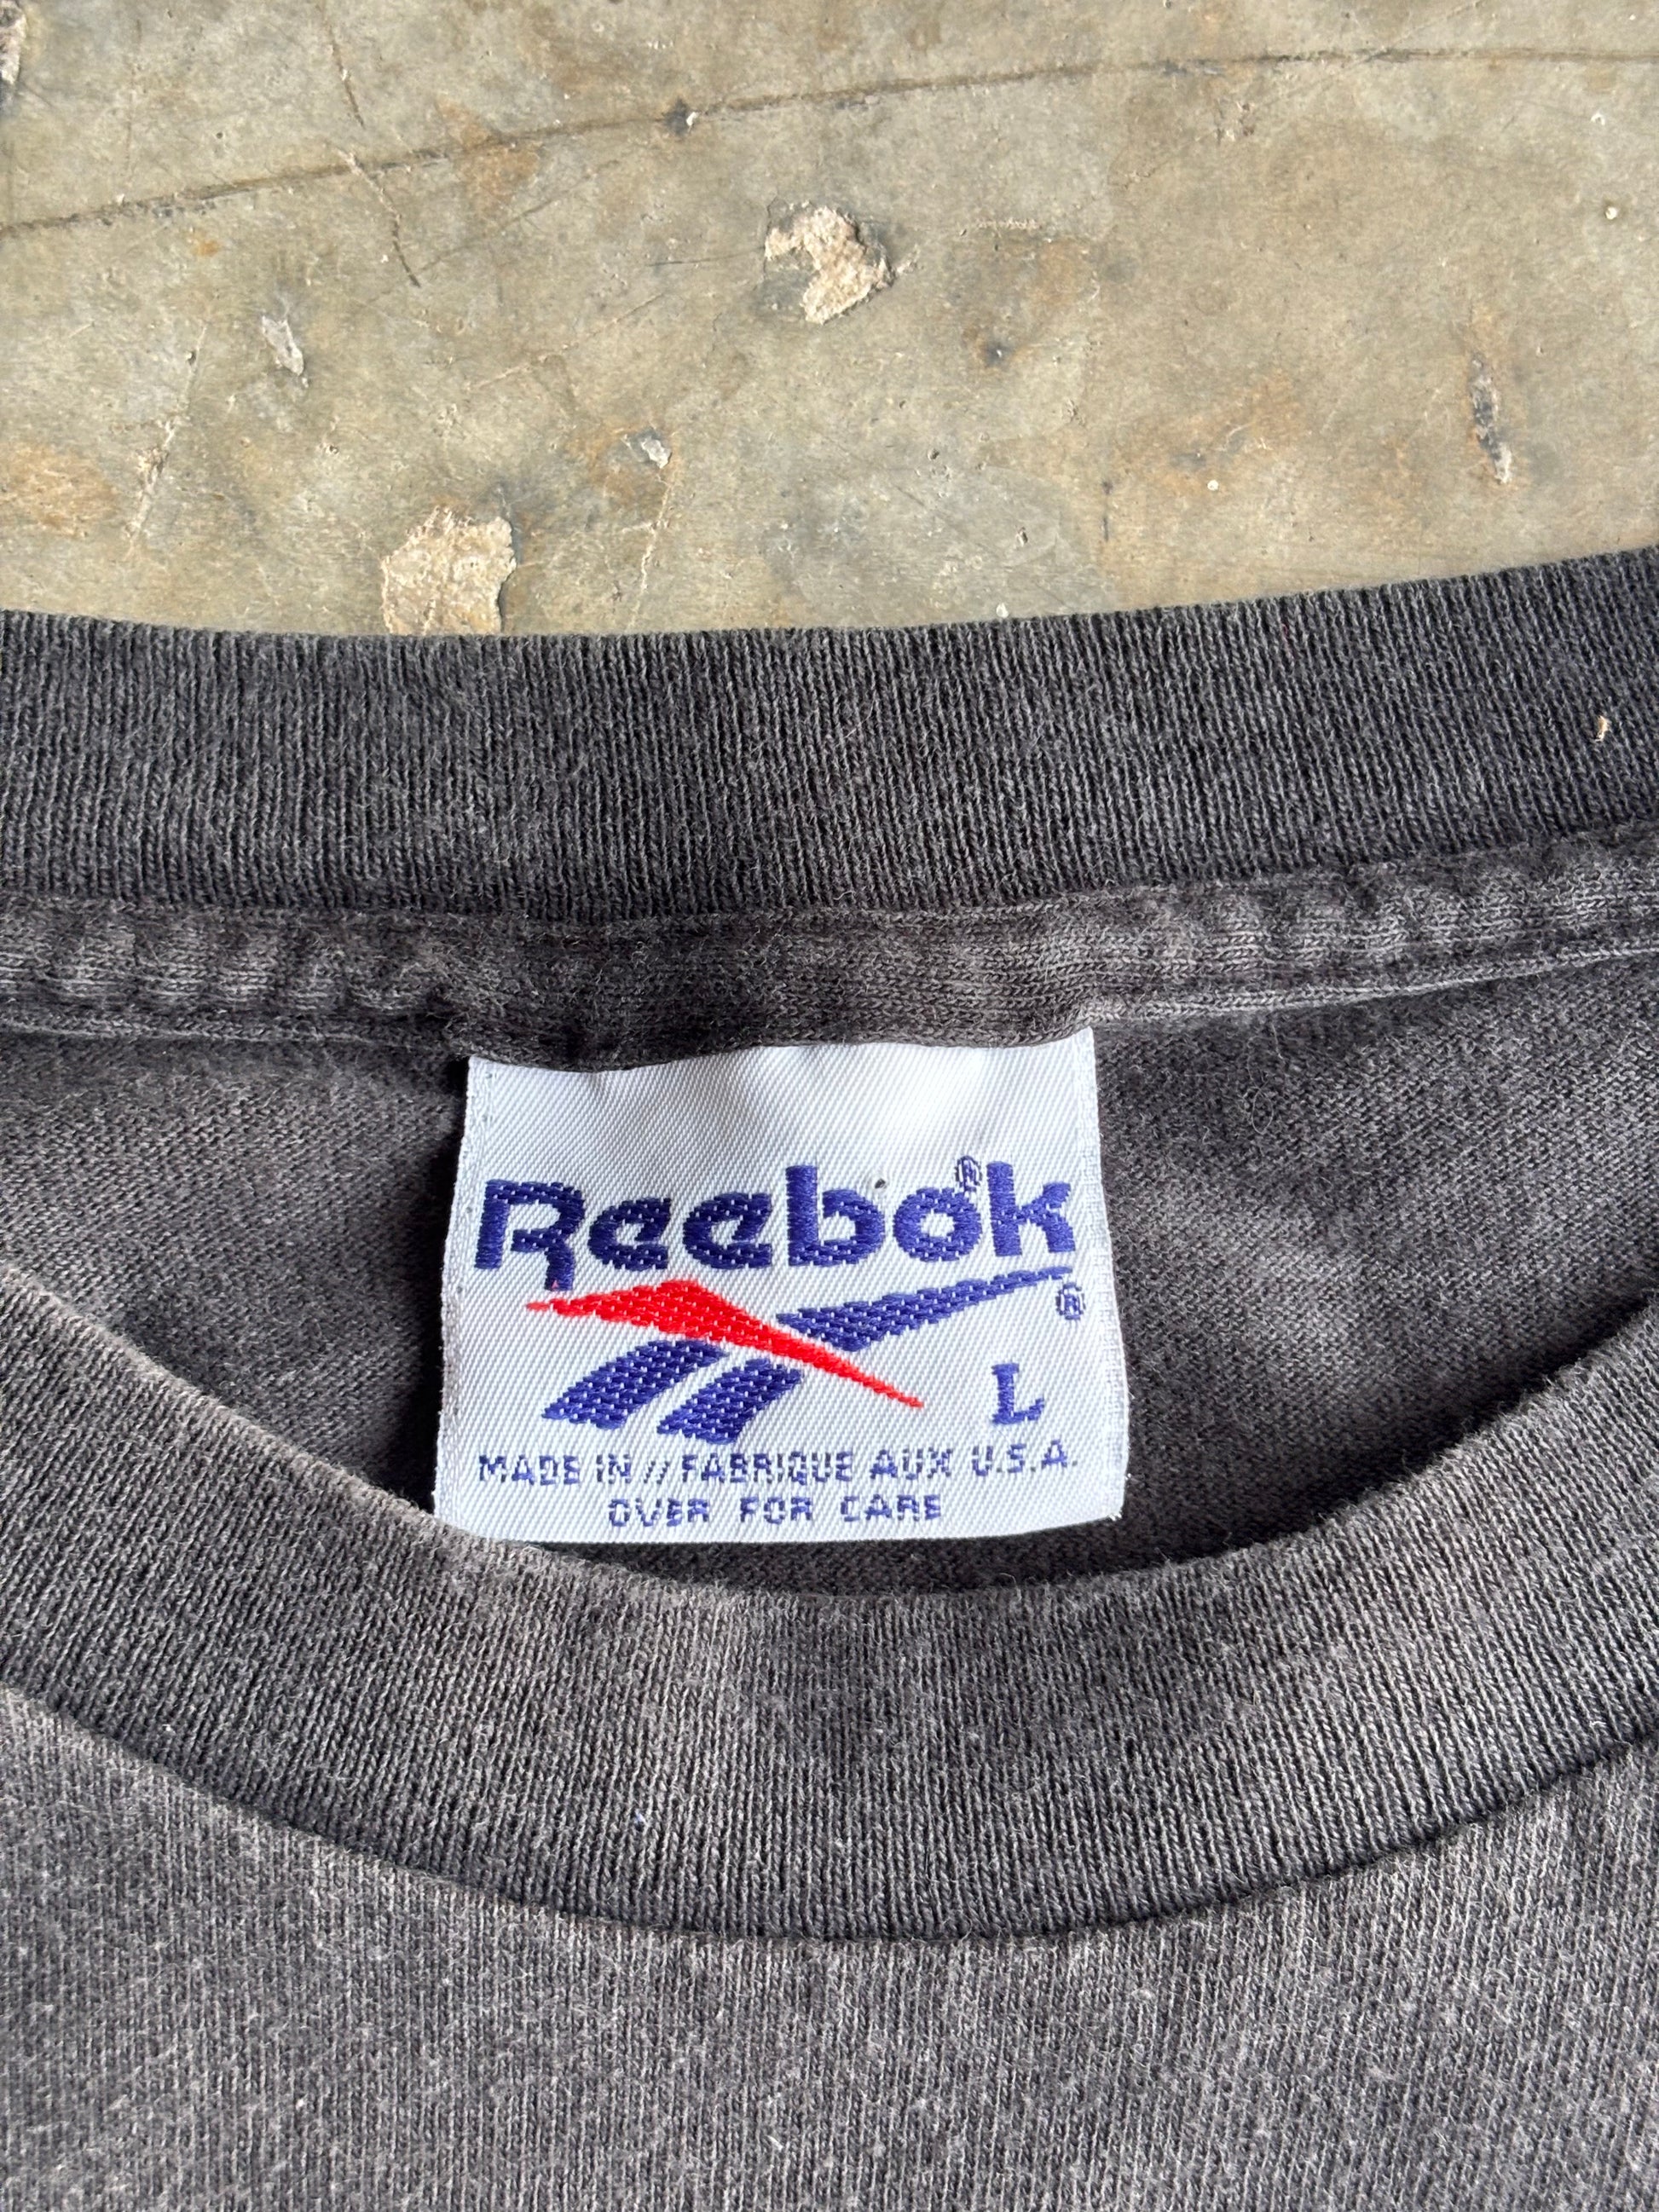 Reebok®
®
L
MADE IN // FABRIQUE AUX U.S.A.
OVER FOR CARE